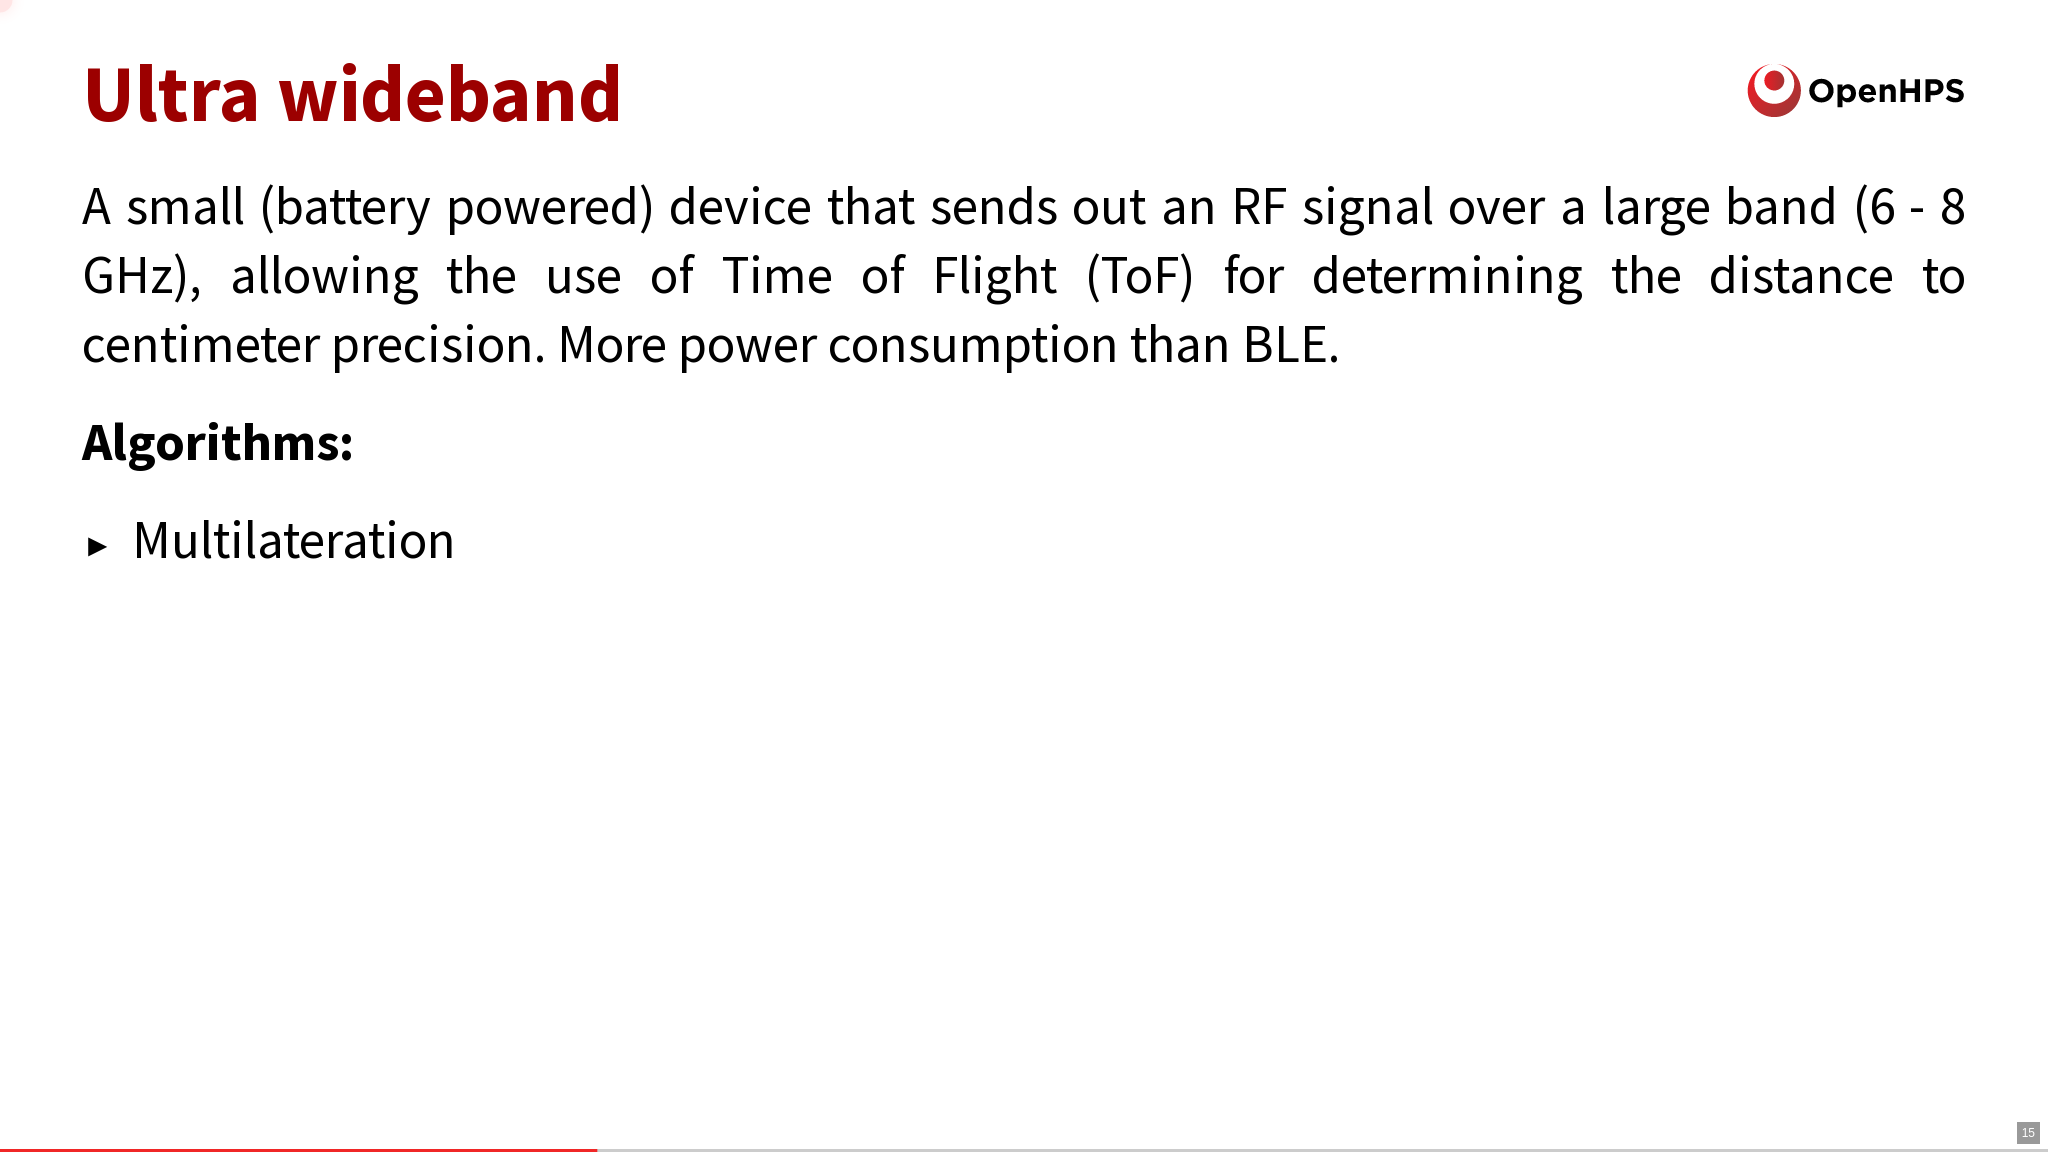 Ultra wideband
OpenHPS
A small (battery powered) device that sends out an RF signal over a large band (6 - 8
GHz), allowing the use of Time of Flight (ToF) for determining the distance to
centimeter precision. More power consumption than BLE.
Algorithms:
► Multilateration
15